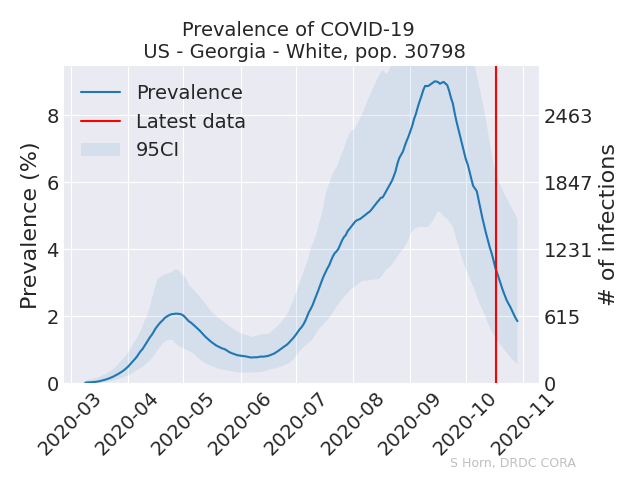 Prevalence of COVID-19
US - Georgia - White, pop. 30798
Prevalence
Latest data
95CI
Prevalence (%)
8
6
4
2
0
2463
1847
1231
615
0
# of infections
2020-03
2020-04
2020-05
2020-06
2020-07
2020-08
2020-09
2020-10
2020-11
S Horn, DRDC CORA